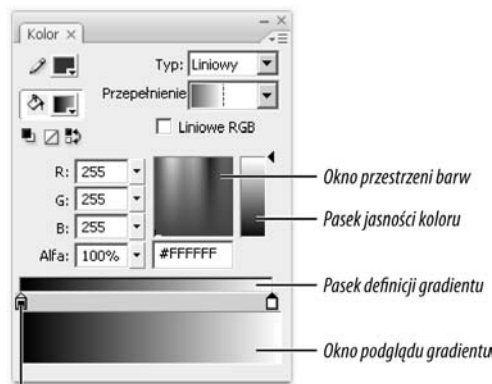 Kolor
Typ: Liniowy
Przepełnienie
Liniowe RGB
R: 255
G: 255
B: 255
Alfa: 100%
#FFFFFF
Okno przestrzeni barw
Pasek jasności koloru
Pasek definicji gradientu
Okno podglądu gradientu